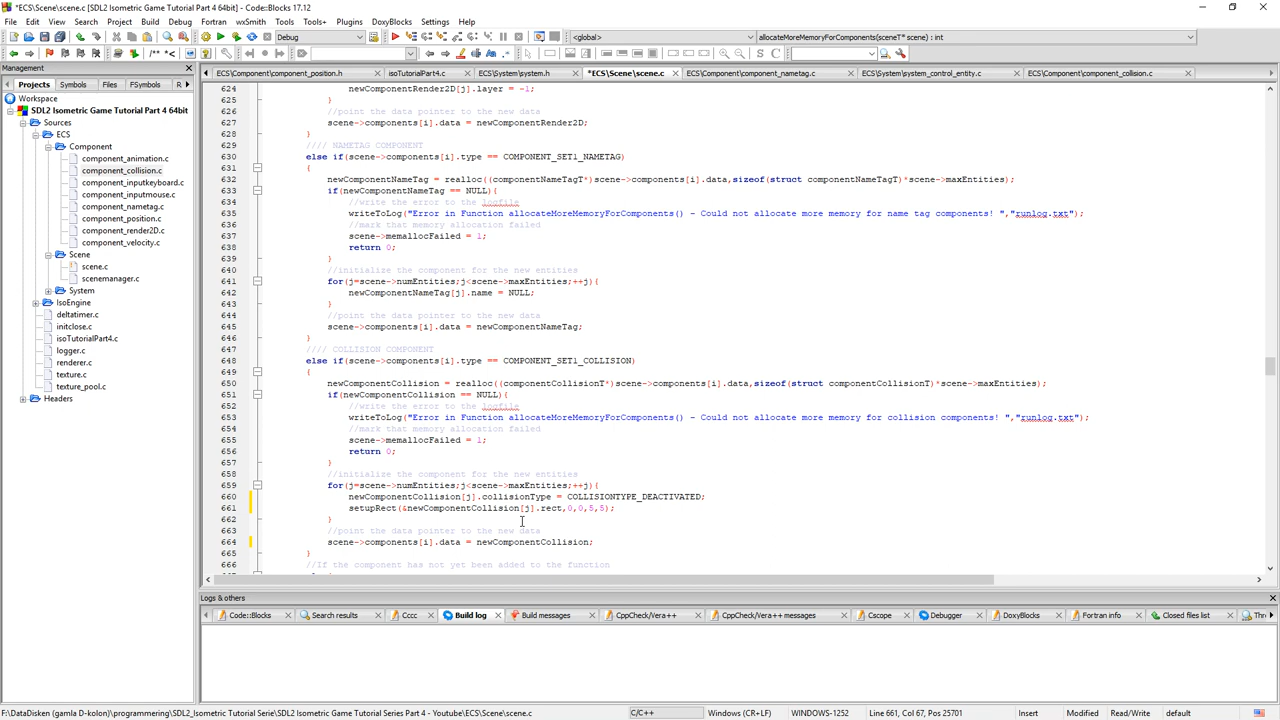 *ECS\Scene\scene.c [SDL2 Isometric Game Tutorial Part 4 64bit] - Code::Blocks 17.12
File Edit View Search Project Build Debug Fortran wxSmith Tools Tools+ Plugins DoxyBlocks Settings Help
Debug <global> allocateMoreMemoryForComponents(sceneT* scene) : int
/** *<
S C
Management
ECS\Component\component_position.h isoTutorialPart4.c ECS\System\system.h *ECS\Scene\scene.c ECS\Component\component_nametag.c ECS\System\system_control_entity.c ECS\Component\component_collision.c
Projects Symbols Files FSymbols R
Workspace
SDL2 Isometric Game Tutorial Part 4 64bit
Sources
ECS
Component
component_animation.c
component_collision.c
component_inputkeyboard.c
component_inputmouse.c
component_nametag.c
component_position.c
component_render2D.c
component_velocity.c
Scene
scene.c
scenemanager.c
System
IsoEngine
deltatimer.c
initclose.c
isoTutorialPart4.c
logger.c
renderer.c
texture.c
texture_pool.c
Headers
624 newComponentRender2D[j].layer = -1;
625 }
626 //point the data pointer to the new data
627 scene->components[i].data = newComponentRender2D;
628 }
629 //// NAMETAG COMPONENT
630 else if(scene->components[i].type == COMPONENT_SET1_NAMETAG)
631 {
632 newComponentNameTag = realloc((componentNameTagT*)scene->components[i].data,sizeof(struct componentNameTagT)*scene->maxEntities);
633 if(newComponentNameTag == NULL){
634 //write the error to the logfile
635 writeToLog("Error in Function allocateMoreMemoryForComponents() - Could not allocate more memory for name tag components! ","runlog.txt");
636 //mark that memory allocation failed
637 scene->memallocFailed = 1;
638 return 0;
639 }
640 //initialize the component for the new entities
641 for(j=scene->numEntities;j<scene->maxEntities;++j){
642 newComponentNameTag[j].name = NULL;
643 }
644 //point the data pointer to the new data
645 scene->components[i].data = newComponentNameTag;
646 }
647 //// COLLISION COMPONENT
648 else if(scene->components[i].type == COMPONENT_SET1_COLLISION)
649 {
650 newComponentCollision = realloc((componentCollisionT*)scene->components[i].data,sizeof(struct componentCollisionT)*scene->maxEntities);
651 if(newComponentCollision == NULL){
652 //write the error to the logfile
653 writeToLog("Error in Function allocateMoreMemoryForComponents() - Could not allocate more memory for collision components! ","runlog.txt");
654 //mark that memory allocation failed
655 scene->memallocFailed = 1;
656 return 0;
657 }
658 //initialize the component for the new entities
659 for(j=scene->numEntities;j<scene->maxEntities;++j){
660 newComponentCollision[j].collisionType = COLLISIONTYPE_DEACTIVATED;
661 setupRect(&newComponentCollision[j].rect,0,0,5,5);
662 }
663 //point the data pointer to the new data
664 scene->components[i].data = newComponentCollision;
665 }
666 //If the component has not yet been added to the function
Logs & others
Code::Blocks Search results Cccc Build log Build messages CppCheck/Vera++ CppCheck/Vera++ messages Cscope Debugger DoxyBlocks Fortran info Closed files list Thre
F:\DataDisken (gamla D-kolon)\programmering\SDL2_Isometric Tutorial Serie\SDL2 Isometric Game Tutorial Series Part 4 - Youtube\ECS\Scene\scene.c C/C++ Windows (CR+LF) WINDOWS-1252 Line 661, Col 67, Pos 25701 Insert Modified Read/Write default